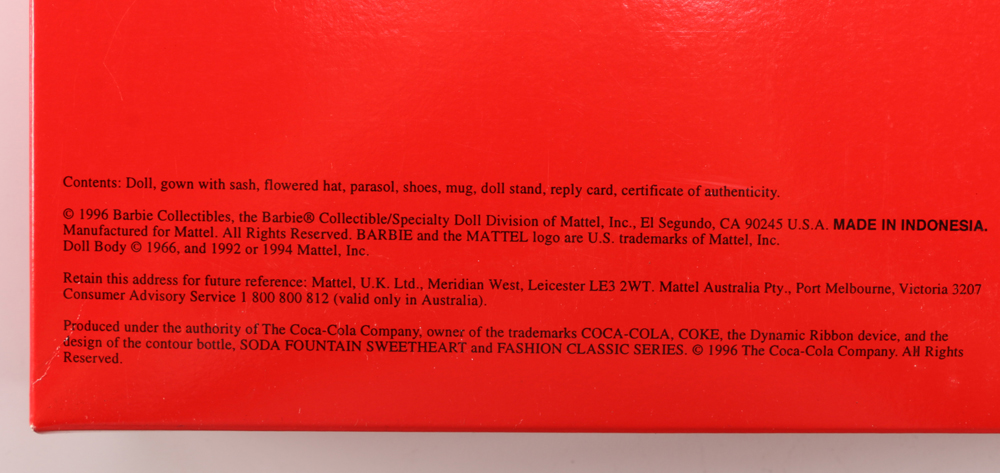 Contents: Doll, gown with sash, flowered hat, parasol, shoes, mug, doll stand, reply card, certificate of authenticity.
© 1996 Barbie Collectibles, the Barbie® Collectible/Specialty Doll Division of Mattel, Inc., El Segundo, CA 90245 U.S.A. MADE IN INDONESIA.
Manufactured for Mattel. All Rights Reserved. BARBIE and the MATTEL logo are U.S. trademarks of Mattel, Inc.
Doll Body © 1966, and 1992 or 1994 Mattel, Inc.
Retain this address for future reference: Mattel, U.K. Ltd., Meridian West, Leicester LE3 2WT. Mattel Australia Pty., Port Melbourne, Victoria 3207
Consumer Advisory Service 1 800 800 812 (valid only in Australia).
Produced under the authority of The Coca-Cola Company, owner of the trademarks COCA-COLA, COKE, the Dynamic Ribbon device, and the
design of the contour bottle, SODA FOUNTAIN SWEETHEART and FASHION CLASSIC SERIES. © 1996 The Coca-Cola Company. All Rights
Reserved.